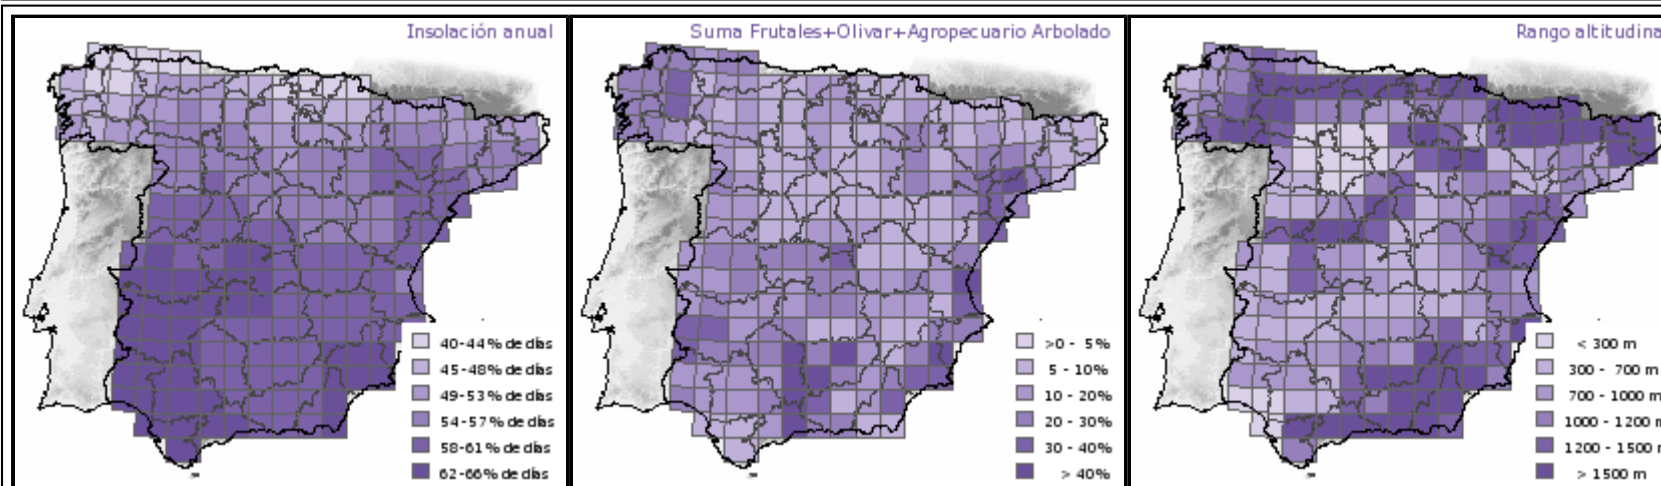 Insolación anual
40-44% de días
45-48% de días
49-53% de días
54-57% de días
58-61% de días
62-66% de días
Suma Frutales+Olivar+Agropecuario Arbolado
>0 - 5%
5 - 10%
10 - 20%
20 - 30%
30 - 40%
> 40%
Rango altitudina
< 300 m
300 - 700 m
700 - 1000 m
1000 - 1200 m
1200 - 1500 m
> 1500 m